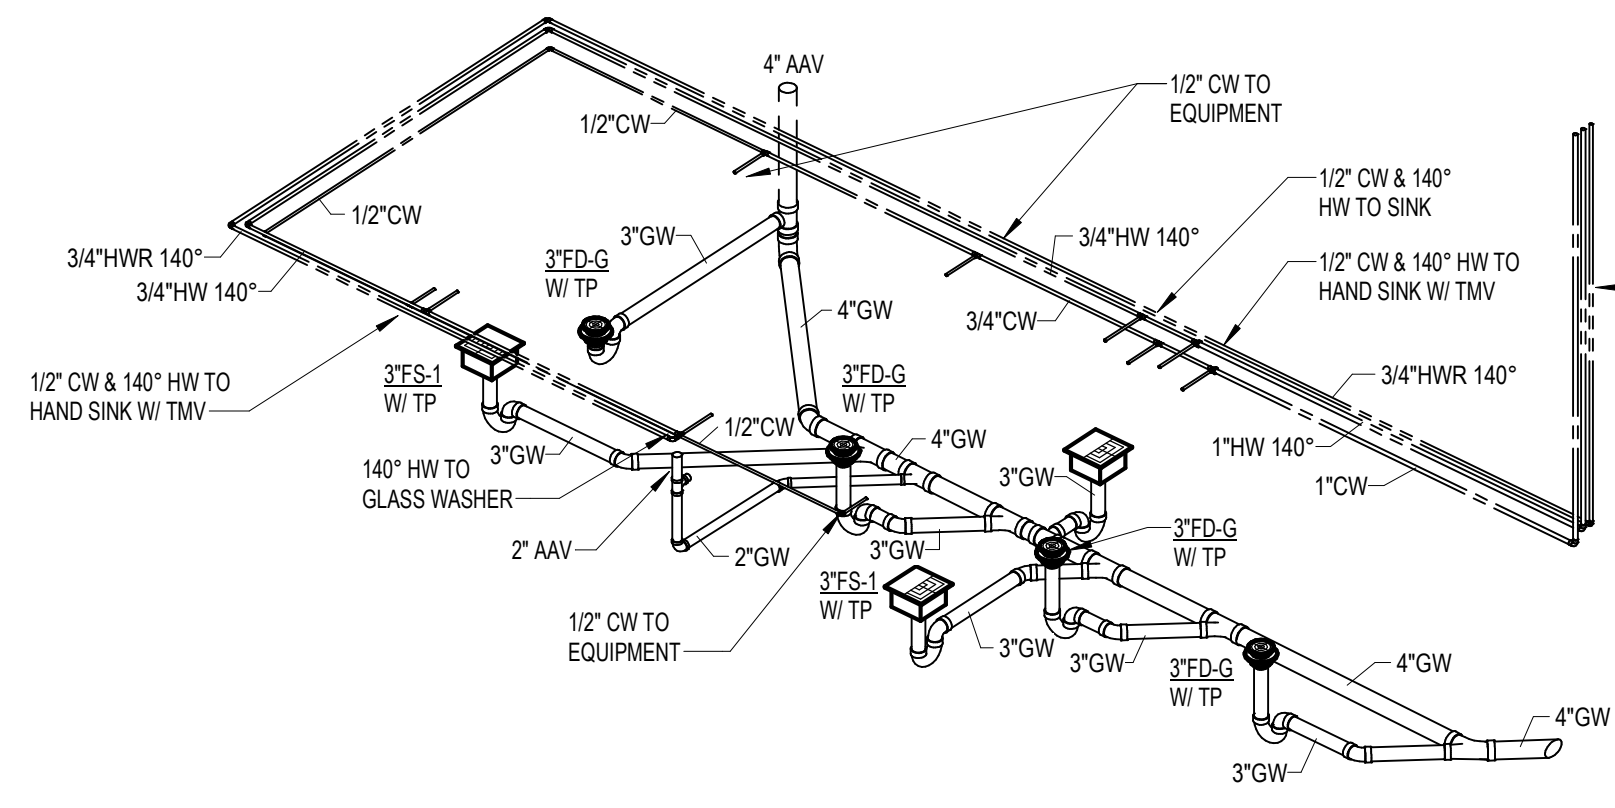 4" AAV
1/2" CW TO
EQUIPMENT
1/2"CW
1/2" CW & 140°
HW TO SINK
1/2"CW
3"GW
3/4"HW 140°
3/4"HWR 140°
3"FD-G
W/ TP
1/2" CW & 140° HW TO
HAND SINK W/ TMV
3/4"HW 140°
4"GW
3/4"CW
1/2" CW & 140° HW TO
HAND SINK W/ TMV
3"FS-1
W/ TP
3"FD-G
W/ TP
3/4"HWR 140°
1/2"CW
4"GW
1"HW 140°
3"GW
140° HW TO
GLASS WASHER
3"GW
1"CW
2" AAV
2"GW
3"GW
3"FD-G
W/ TP
3"FS-1
W/ TP
1/2" CW TO
EQUIPMENT
3"GW
3"GW
3"FD-G
W/ TP
4"GW
4"GW
3"GW